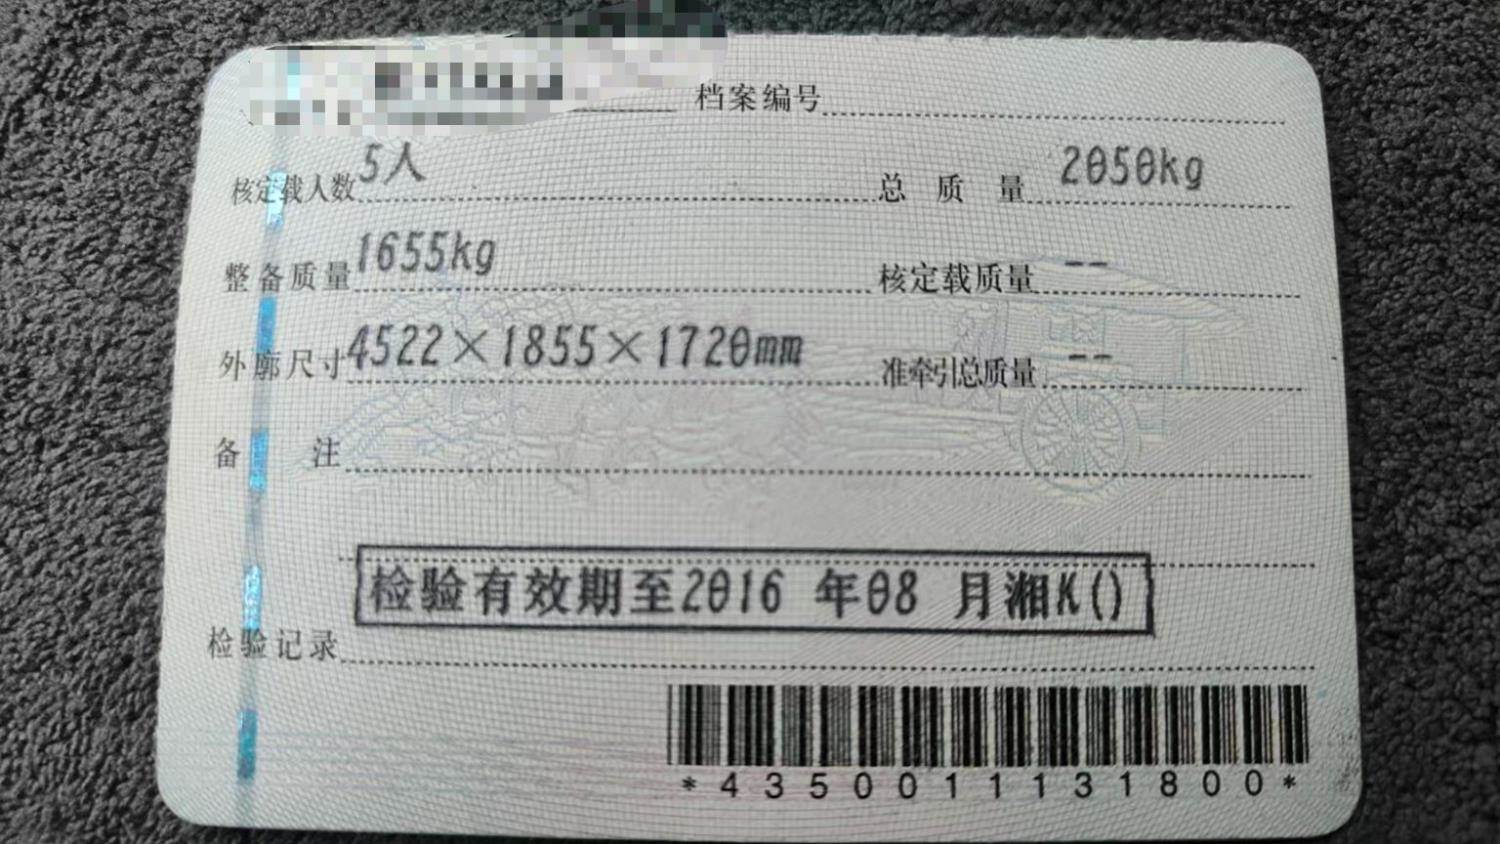 档案编号
核定载人数 5人 总质量 2050kg
整备质量 1655kg 核定载质量 --
外廓尺寸 4522×1855×1720mm 准牵引总质量 --
备注
检验有效期至2016 年08 月湘K()
检验记录
*4350011131800*